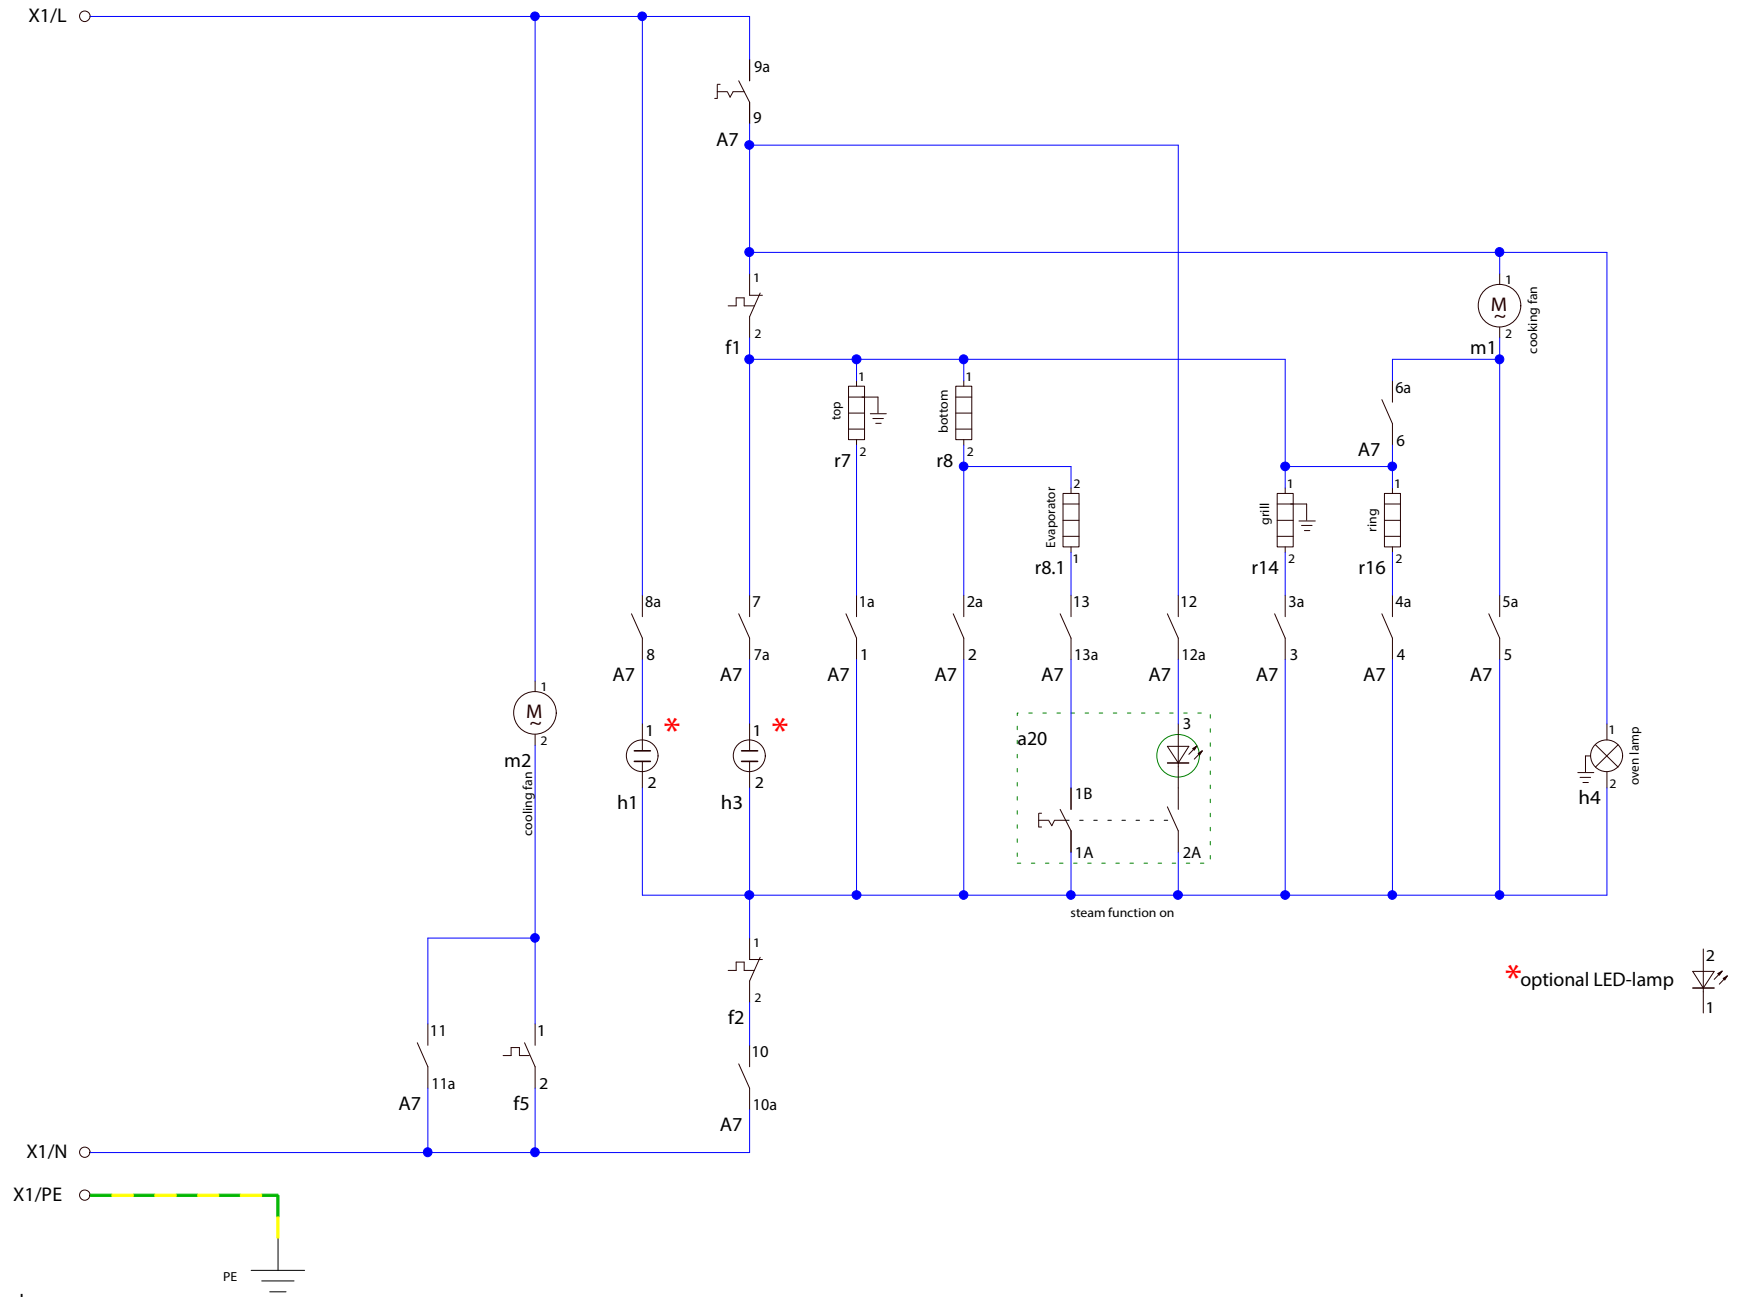 X1/L
9a
9
A7
1
2
f1
1
M
~
2
m1
cooking fan
6a
6
A7
top
1
2
r7
bottom
1
2
r8
Evaporator
2
1
r8.1
grill
1
2
r14
ring
1
2
r16
8a
8
A7
7
7a
A7
1a
1
A7
2a
2
A7
13
13a
A7
12
12a
A7
3a
3
A7
4a
4
A7
5a
5
A7
1
M
~
2
m2
cooling fan
*
1
2
h1
*
1
2
h3
a20
3
1B
1A
2A
1
2
h4
oven lamp
steam function on
1
2
f2
10
10a
A7
11
11a
A7
1
2
f5
*optional LED-lamp
2
1
X1/N
X1/PE
PE